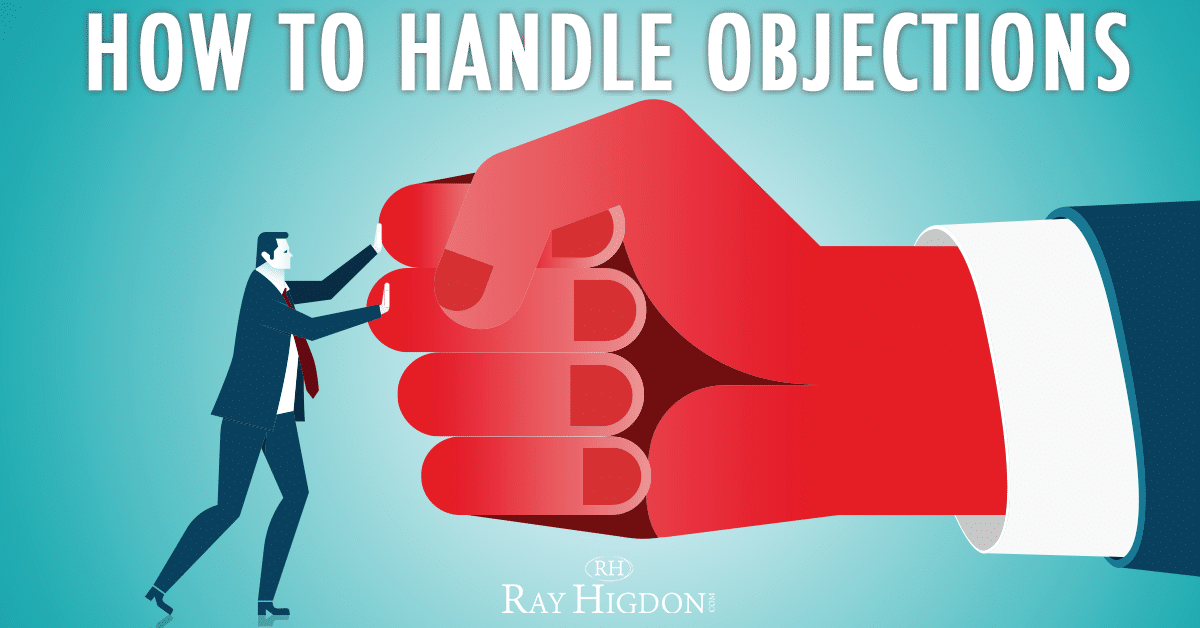 HOW TO HANDLE OBJECTIONS
RH
RAY HIGDON.COM